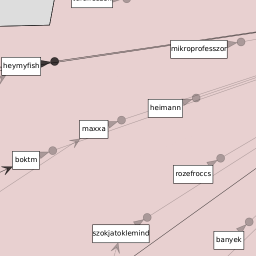 heymyfish
mikroprofesszor
heimann
maxxa
boktm
rozefroccs
szokjatoklemind
banyek